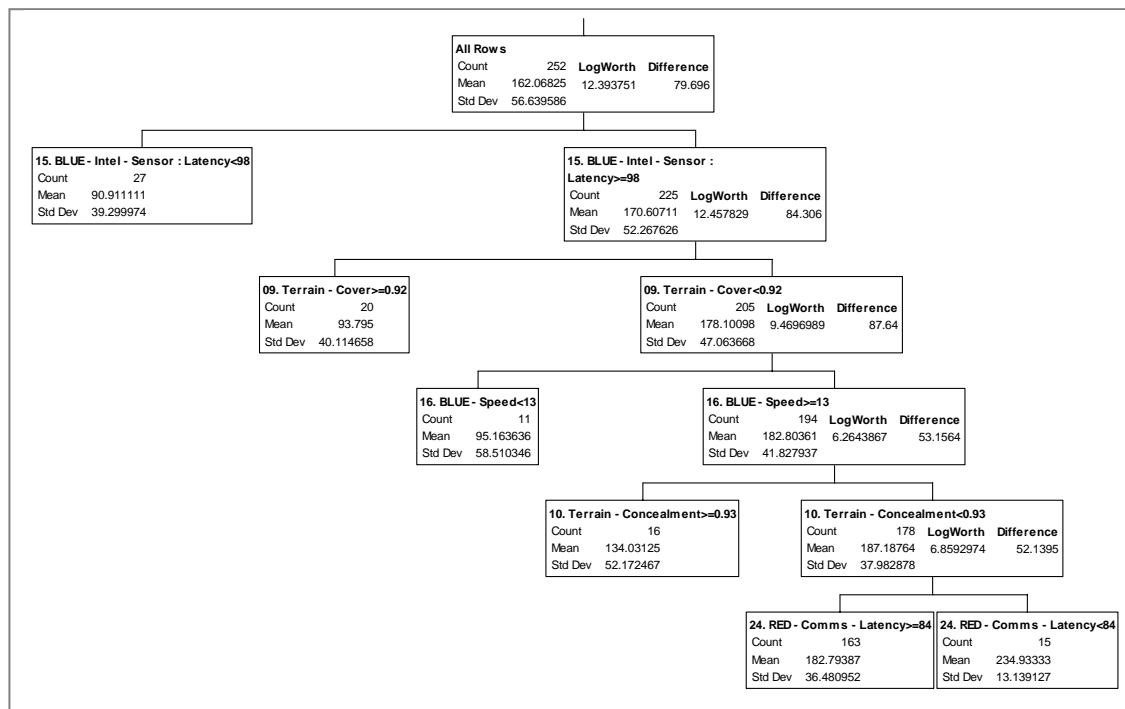 All Rows
Count 252 LogWorth Difference
Mean 162.06825 12.393751 79.696
Std Dev 56.639586
15. BLUE - Intel - Sensor : Latency<98
Count 27
Mean 90.911111
Std Dev 39.299974
15. BLUE - Intel - Sensor :
Latency>=98
Count 225 LogWorth Difference
Mean 170.60711 12.457829 84.306
Std Dev 52.267626
09. Terrain - Cover>=0.92
Count 20
Mean 93.795
Std Dev 40.114658
09. Terrain - Cover<0.92
Count 205 LogWorth Difference
Mean 178.10098 9.4696989 87.64
Std Dev 47.063668
16. BLUE - Speed<13
Count 11
Mean 95.163636
Std Dev 58.510346
16. BLUE - Speed>=13
Count 194 LogWorth Difference
Mean 182.80361 6.2643867 53.1564
Std Dev 41.827937
10. Terrain - Concealment>=0.93
Count 16
Mean 134.03125
Std Dev 52.172467
10. Terrain - Concealment<0.93
Count 178 LogWorth Difference
Mean 187.18764 6.8592974 52.1395
Std Dev 37.982878
24. RED - Comms - Latency>=84
Count 163
Mean 182.79387
Std Dev 36.480952
24. RED - Comms - Latency<84
Count 15
Mean 234.93333
Std Dev 13.139127